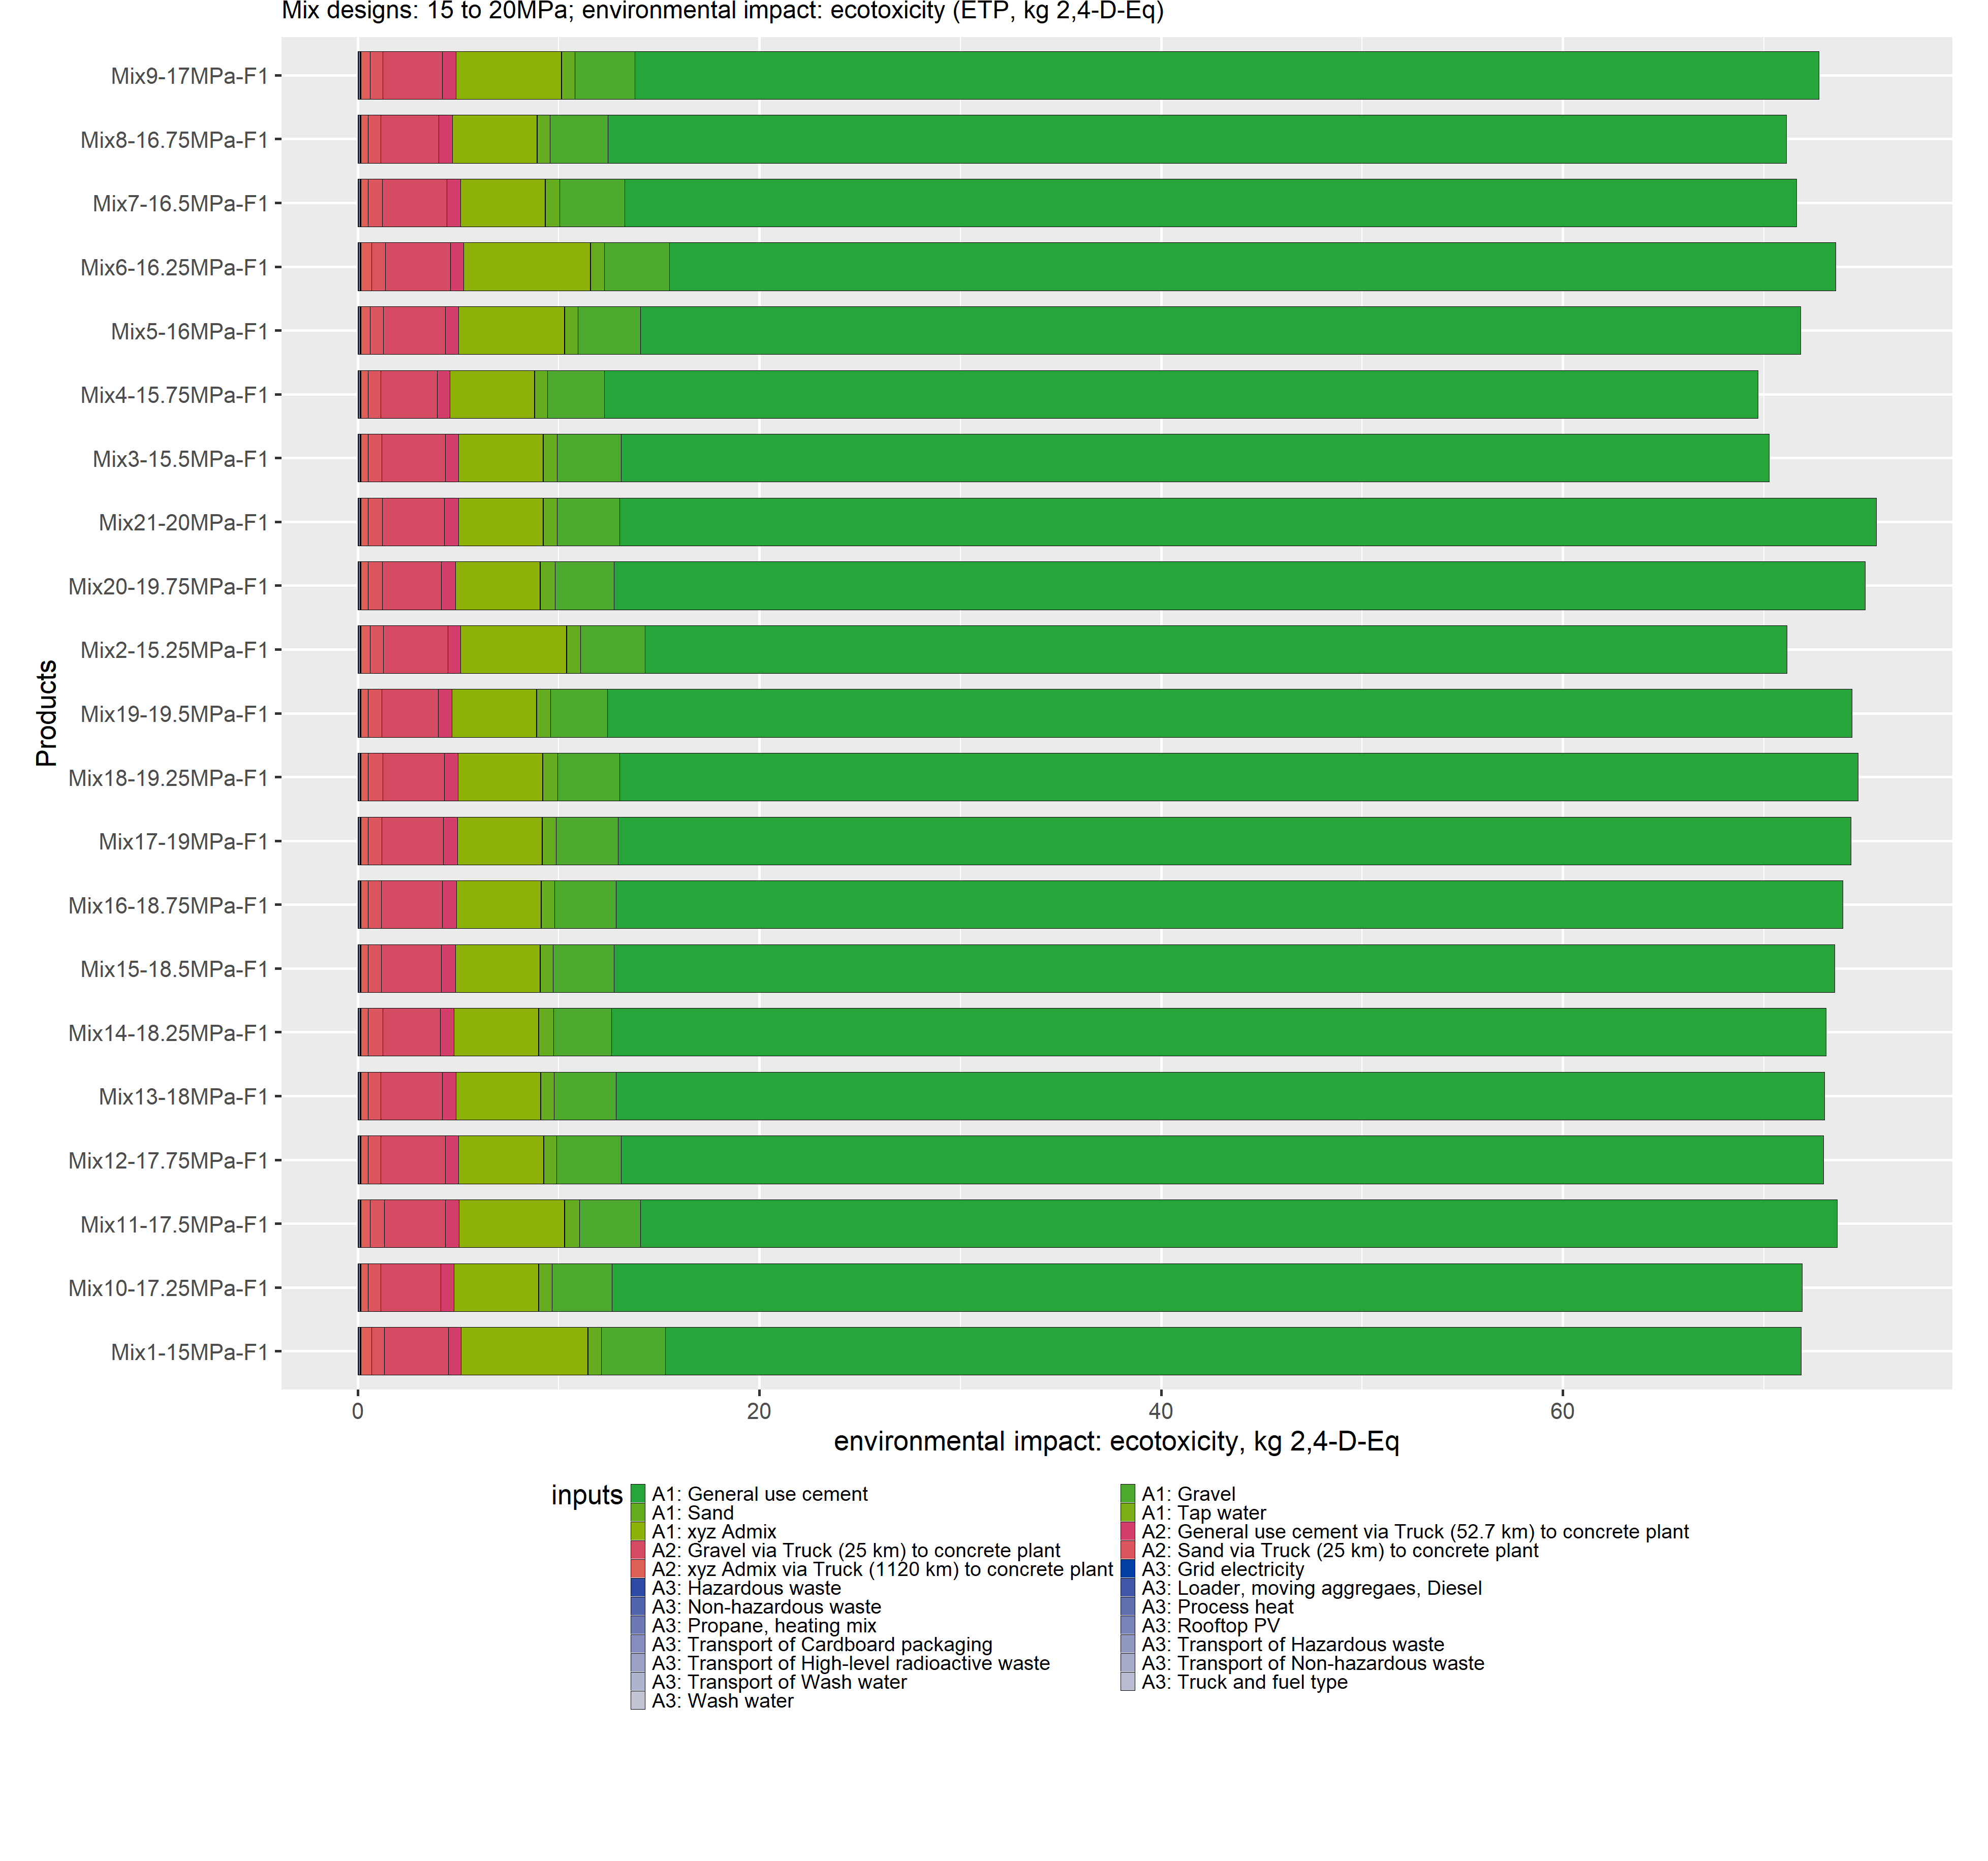 Mix designs: 15 to 20MPa; environmental impact: ecotoxicity (ETP, kg 2,4-D-Eq)
Products
Mix9-17MPa-F1
Mix8-16.75MPa-F1
Mix7-16.5MPa-F1
Mix6-16.25MPa-F1
Mix5-16MPa-F1
Mix4-15.75MPa-F1
Mix3-15.5MPa-F1
Mix21-20MPa-F1
Mix20-19.75MPa-F1
Mix2-15.25MPa-F1
Mix19-19.5MPa-F1
Mix18-19.25MPa-F1
Mix17-19MPa-F1
Mix16-18.75MPa-F1
Mix15-18.5MPa-F1
Mix14-18.25MPa-F1
Mix13-18MPa-F1
Mix12-17.75MPa-F1
Mix11-17.5MPa-F1
Mix10-17.25MPa-F1
Mix1-15MPa-F1
0 20 40 60
environmental impact: ecotoxicity, kg 2,4-D-Eq
inputs
A1: General use cement
A1: Gravel
A1: Sand
A1: Tap water
A1: xyz Admix
A2: General use cement via Truck (52.7 km) to concrete plant
A2: Gravel via Truck (25 km) to concrete plant
A2: Sand via Truck (25 km) to concrete plant
A2: xyz Admix via Truck (1120 km) to concrete plant
A3: Grid electricity
A3: Hazardous waste
A3: Loader, moving aggregaes, Diesel
A3: Non-hazardous waste
A3: Process heat
A3: Propane, heating mix
A3: Rooftop PV
A3: Transport of Cardboard packaging
A3: Transport of Hazardous waste
A3: Transport of High-level radioactive waste
A3: Transport of Non-hazardous waste
A3: Transport of Wash water
A3: Truck and fuel type
A3: Wash water